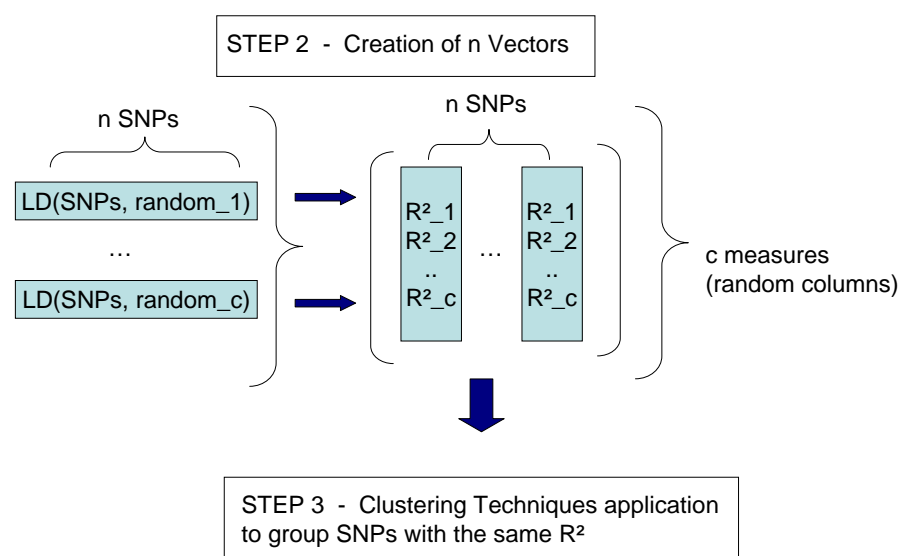 STEP 2 - Creation of n Vectors
n SNPs
LD(SNPs, random_1)
…
LD(SNPs, random_c)
n SNPs
R²_1
R²_2
..
R²_c
…
R²_1
R²_2
..
R²_c
c measures
(random columns)
STEP 3 - Clustering Techniques application
to group SNPs with the same R²